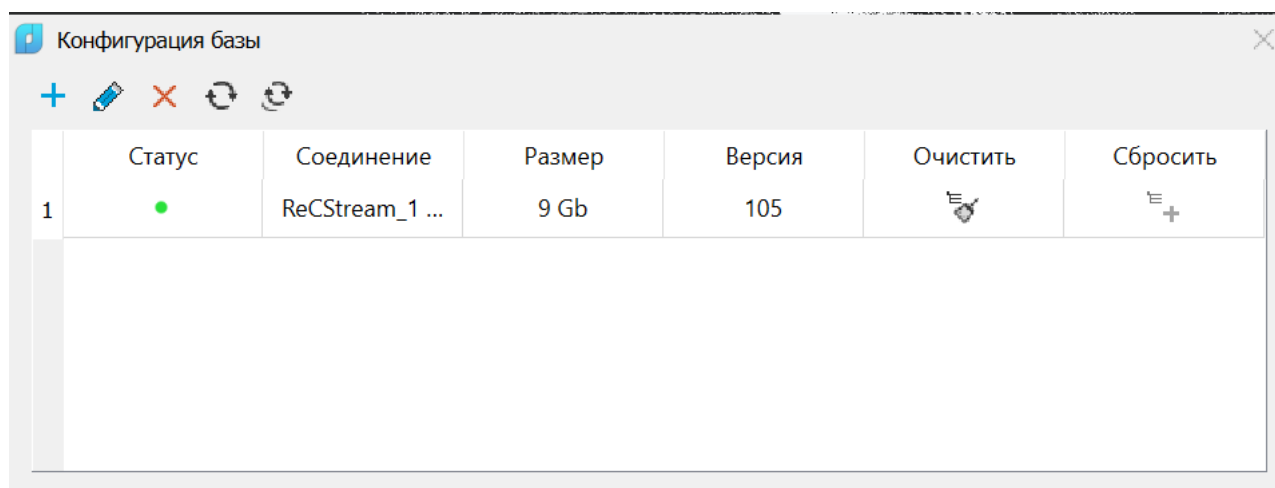 Конфигурация базы
Статус Соединение Размер Версия Очистить Сбросить
1 ReCStream_1 ... 9 Gb 105